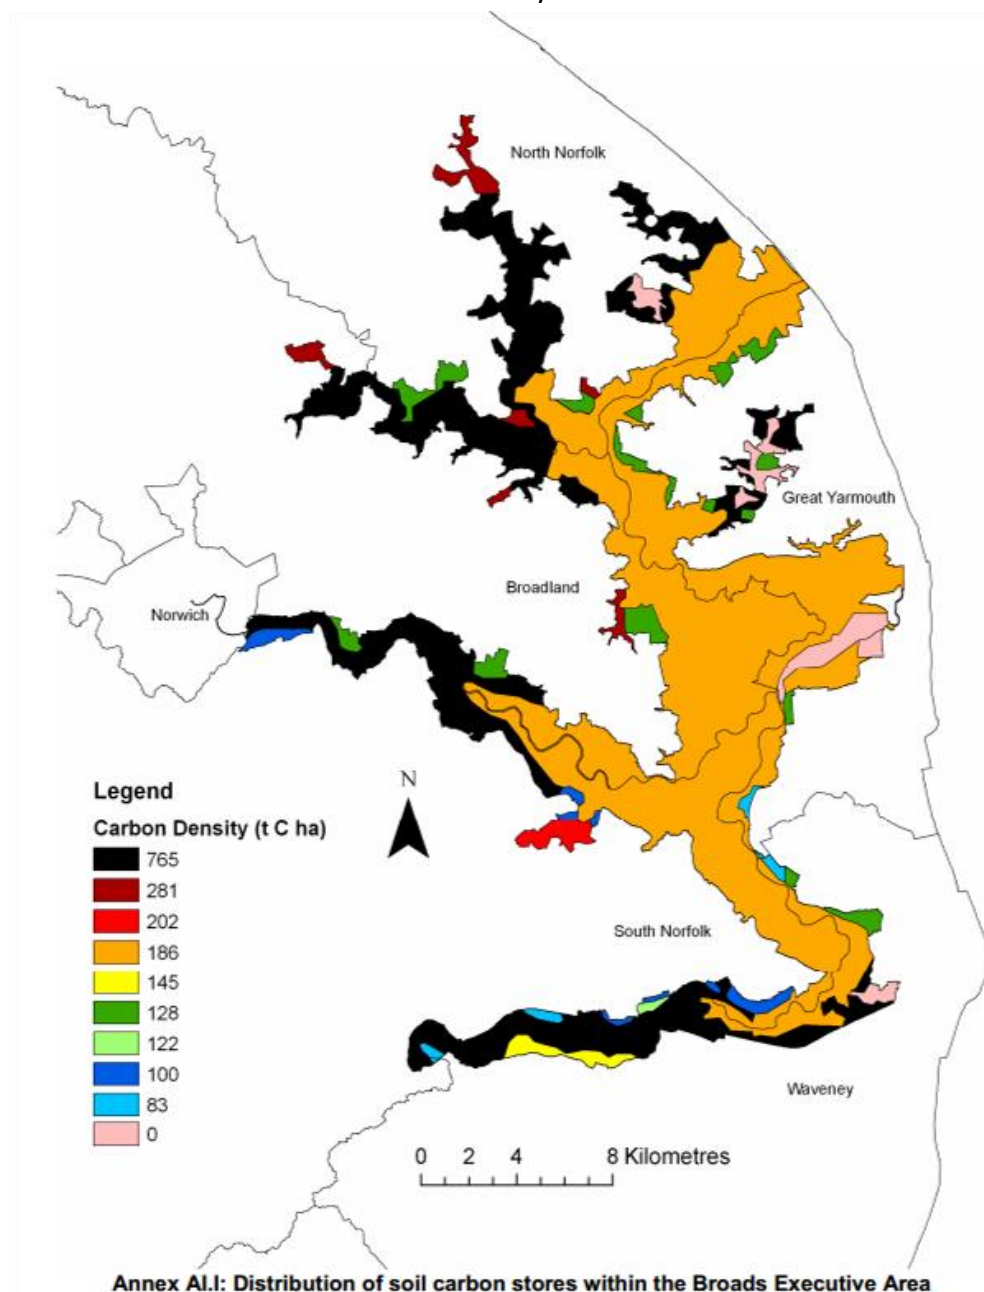 North Norfolk
Great Yarmouth
Broadland
Norwich
N
Legend
Carbon Density (t C ha)
765
281
202
186
145
128
122
100
83
0
South Norfolk
Waveney
0 2 4 8 Kilometres
Annex AI.I: Distribution of soil carbon stores within the Broads Executive Area